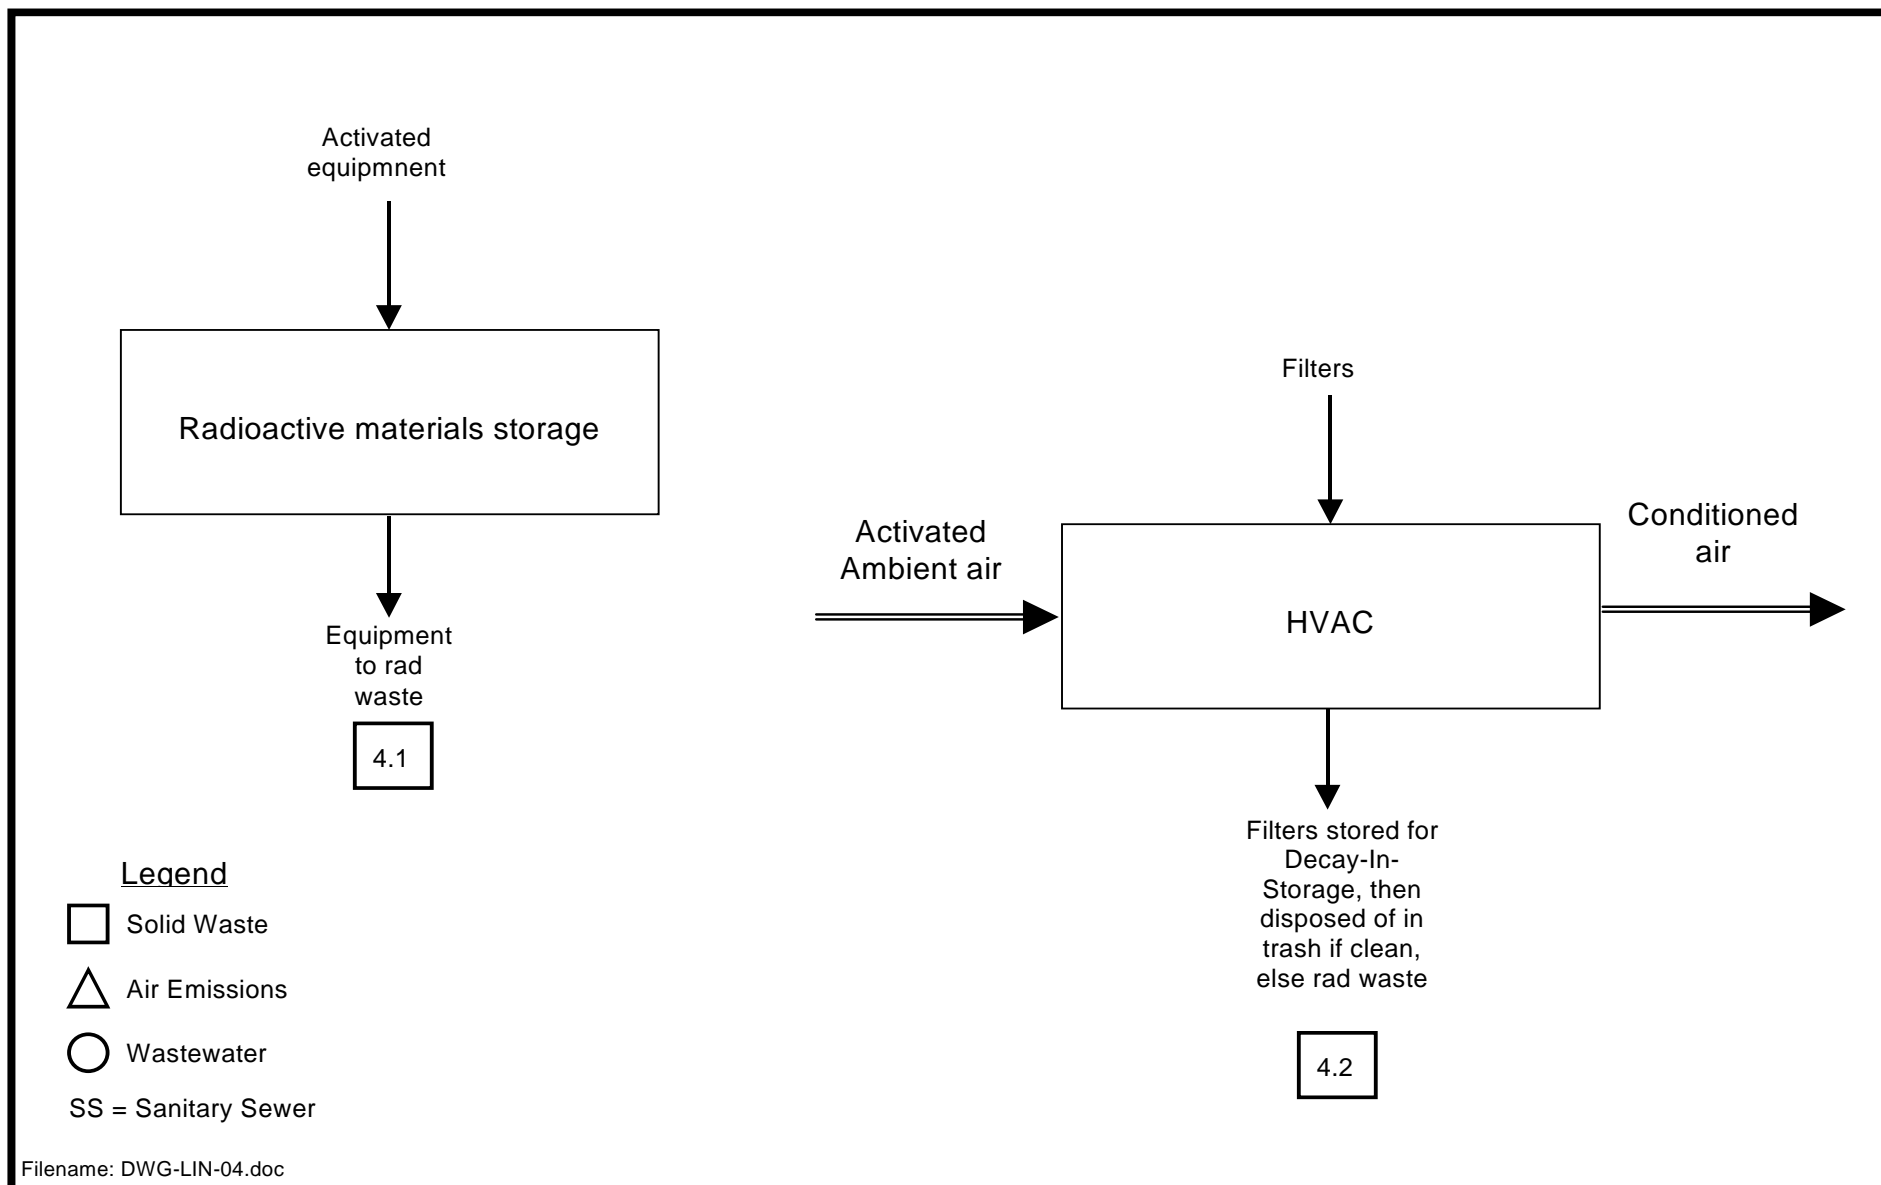 Activated
equipmnent
Radioactive materials storage
Equipment
to rad
waste
4.1
Filters
Activated
Ambient air
HVAC
Conditioned
air
Filters stored for
Decay-In-
Storage, then
disposed of in
trash if clean,
else rad waste
4.2
Legend
Solid Waste
Air Emissions
Wastewater
SS = Sanitary Sewer
Filename: DWG-LIN-04.doc